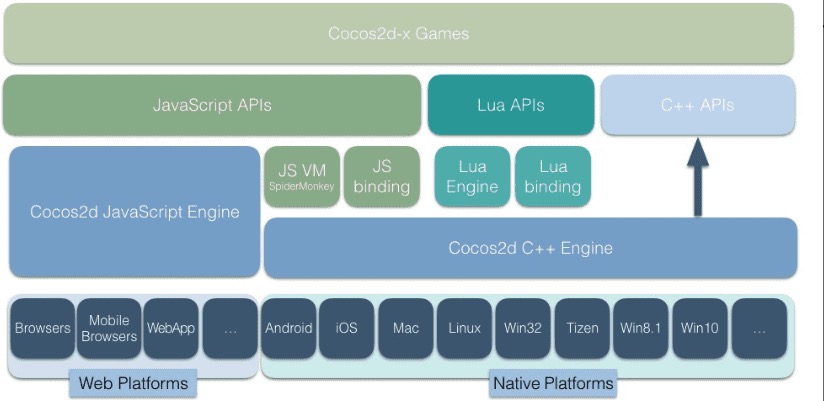 Cocos2d-x Games
JavaScript APIs
Lua APIs
C++ APIs
Cocos2d JavaScript Engine
JS VM
SpiderMonkey
JS
binding
Lua
Engine
Lua
binding
Cocos2d C++ Engine
Browsers
Mobile
Browsers
WebApp
...
Android
iOS
Mac
Linux
Win32
Tizen
Win8.1
Win10
...
Web Platforms
Native Platforms